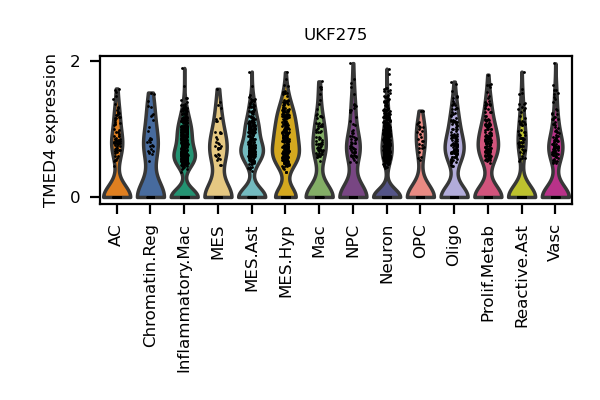 UKF275
TMED4 expression
2
0
AC
Chromatin.Reg
Inflammatory.Mac
MES
MES.Ast
MES.Hyp
Mac
NPC
Neuron
OPC
Oligo
Prolif.Metab
Reactive.Ast
Vasc